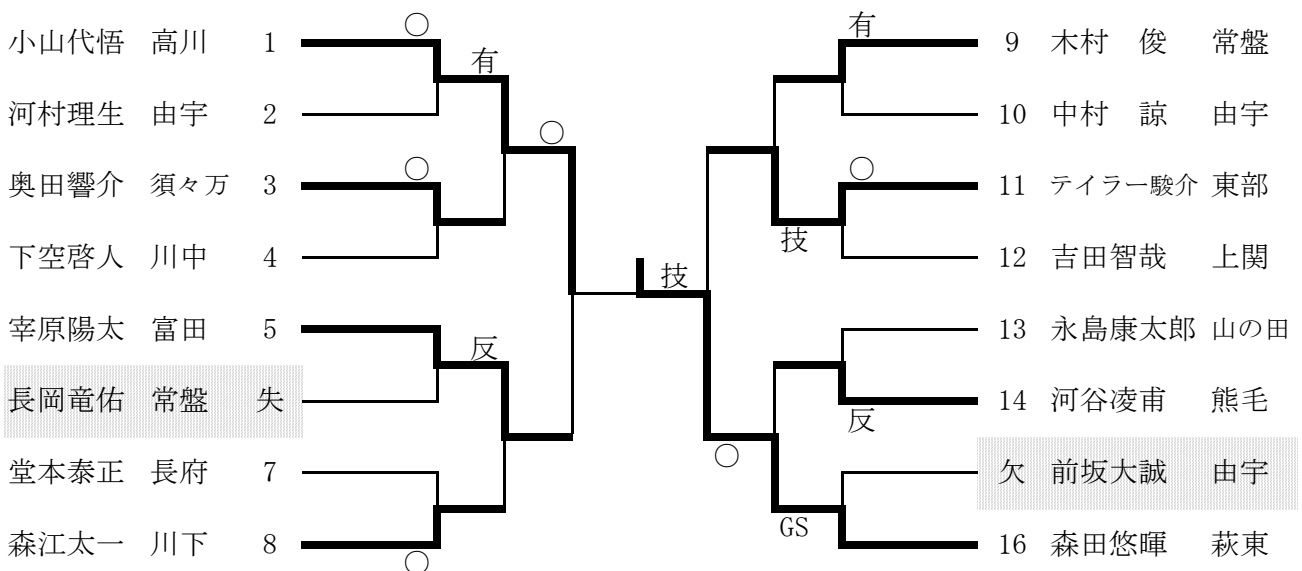 小山代悟 高川 1
河村理生 由宇 2
奥田響介 須々万 3
下空啓人 川中 4
宰原陽太 富田 5
長岡竜佑 常盤 失
堂本泰正 長府 7
森江太一 川下 8
○
有
○
○
反
○
技
有
○
技
反
○
GS
9 木村 俊 常盤
10 中村 諒 由宇
11 テイラー駿介 東部
12 吉田智哉 上関
13 永島康太郎 山の田
14 河谷凌甫 熊毛
欠 前坂大誠 由宇
16 森田悠暉 萩東